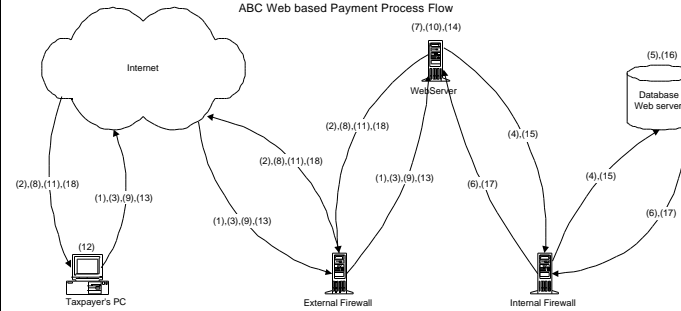 ABC Web based Payment Process Flow
(7),(10),(14)
(5),(16)
Internet
WebServer
Database
Web server
(2),(8),(11),(18)
(4),(15)
(2),(8),(11),(18)
(1),(3),(9),(13)
(6),(17)
(4),(15)
(2),(8),(11),(18)
(1),(3),(9),(13)
(1),(3),(9),(13)
(6),(17)
(12)
Taxpayer's PC
External Firewall
Internal Firewall